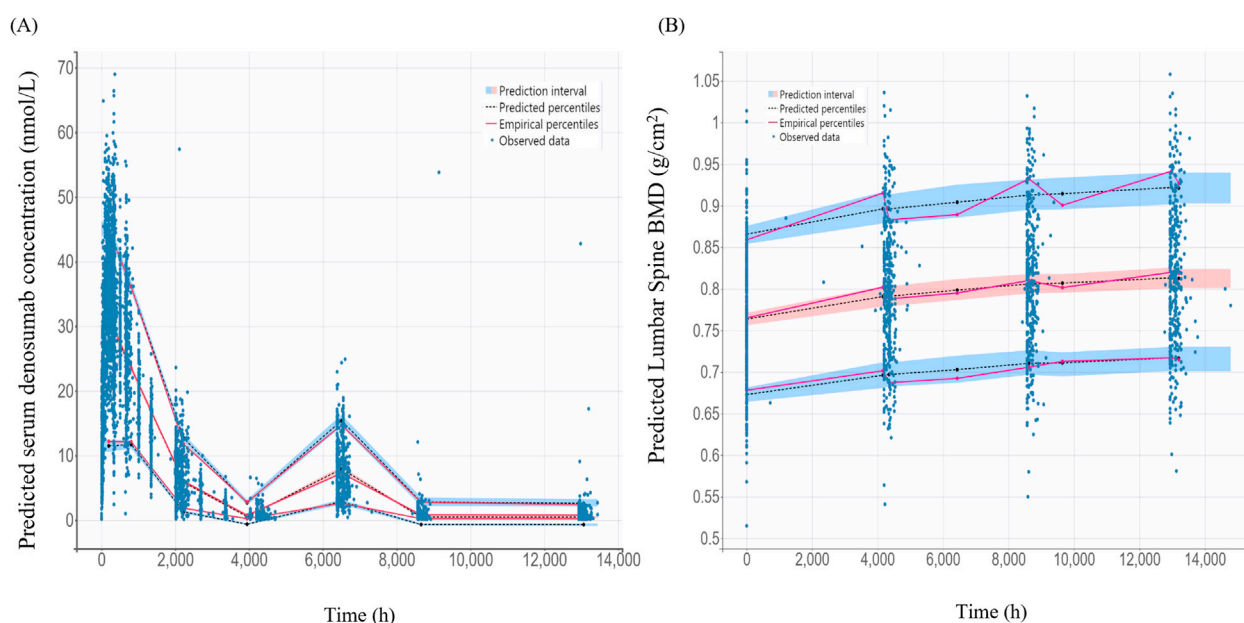 (A)
Predicted serum denosumab concentration (nmol/L)
70
60
50
40
30
20
10
0
0
2,000
4,000
6,000
8,000
10,000
12,000
14,000
Prediction interval
Predicted percentiles
Empirical percentiles
Observed data
Time (h)
(B)
Predicted Lumbar Spine BMD (g/cm²)
1.05
1
0.95
0.9
0.85
0.8
0.75
0.7
0.65
0.6
0.55
0.5
0
2,000
4,000
6,000
8,000
10,000
12,000
14,000
Prediction interval
Predicted percentiles
Empirical percentiles
Observed data
Time (h)